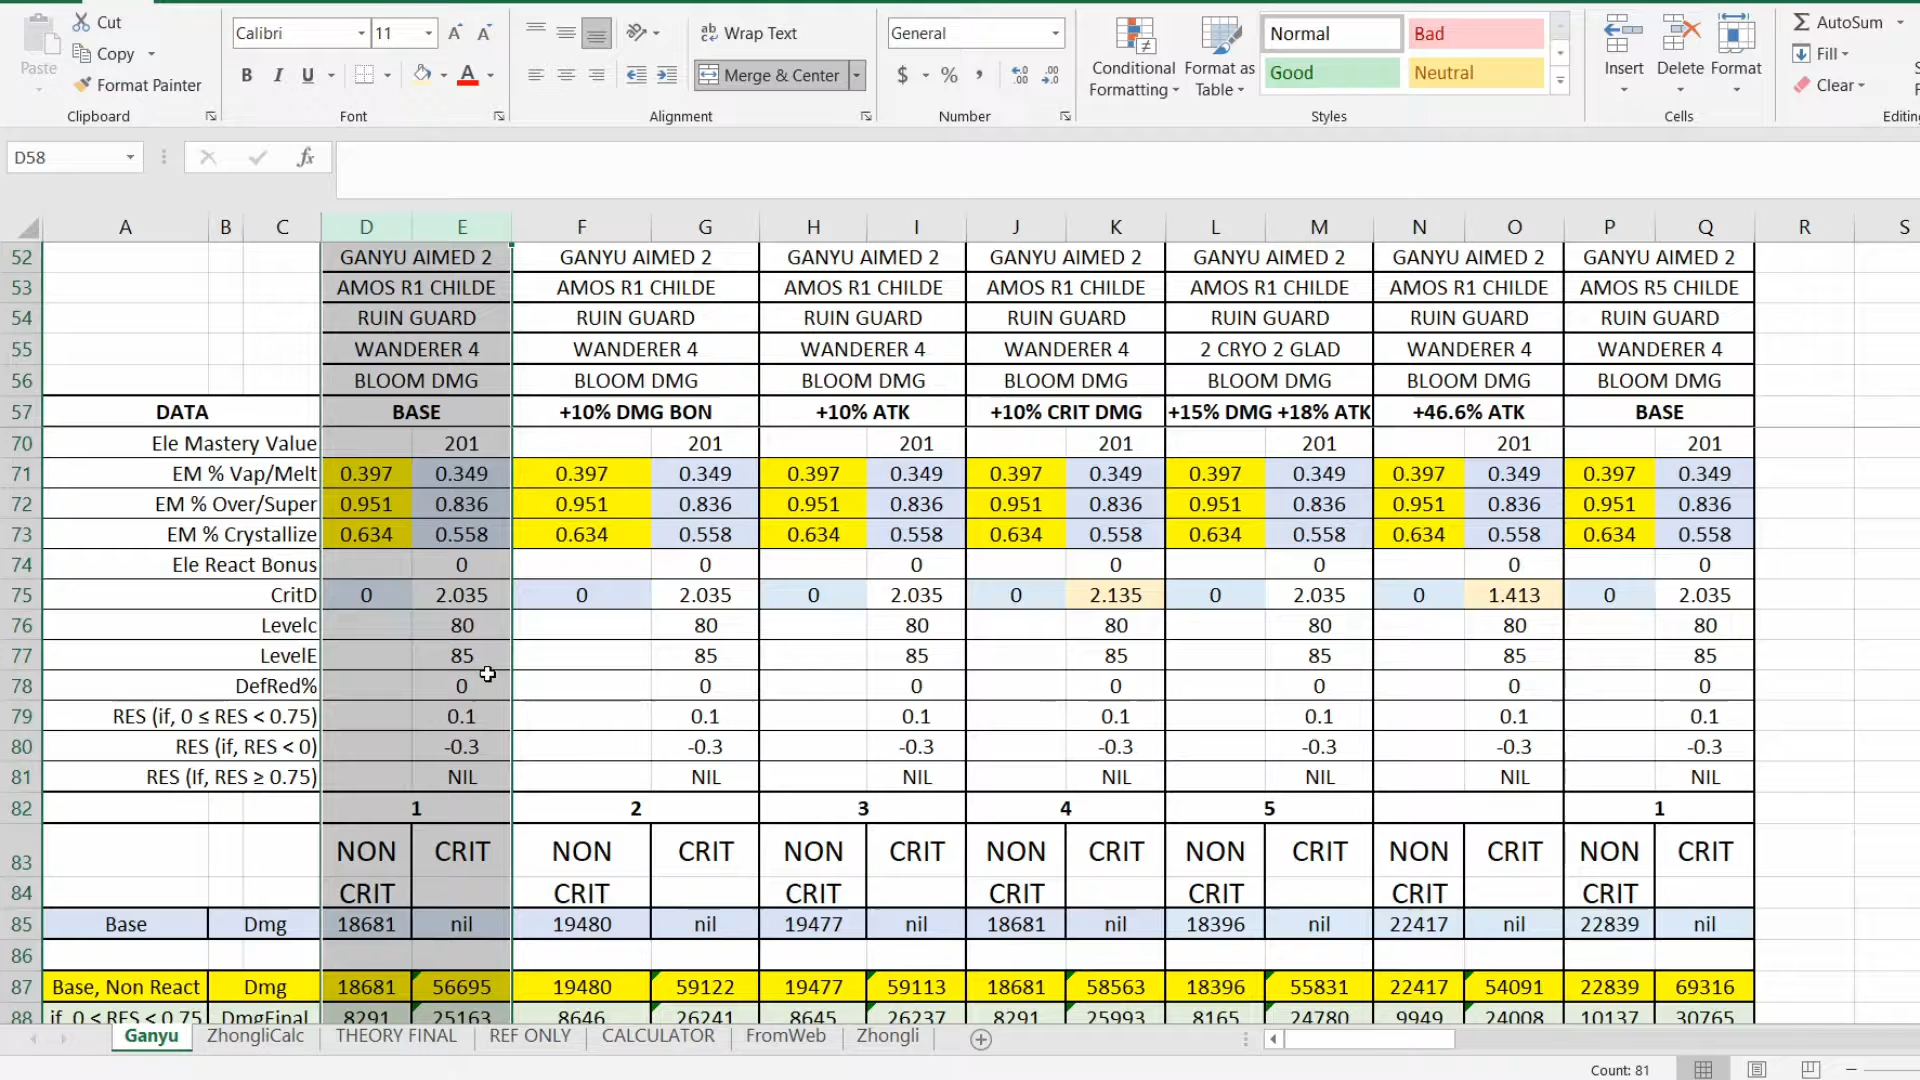 Cut
Copy
Format Painter
Paste
Clipboard
Calibri 11 A A
B I U A
Font
Wrap Text
Merge & Center
Alignment
General
$ % ,
Number
Conditional Formatting
Format as Table
Normal Bad
Good Neutral
Styles
Insert Delete Format
Cells
AutoSum
Fill
Clear
Editing
D58 fx
A B C D E F G H I J K L M N O P Q R S
52 GANYU AIMED 2 GANYU AIMED 2 GANYU AIMED 2 GANYU AIMED 2 GANYU AIMED 2 GANYU AIMED 2 GANYU AIMED 2
53 AMOS R1 CHILDE AMOS R1 CHILDE AMOS R1 CHILDE AMOS R1 CHILDE AMOS R1 CHILDE AMOS R1 CHILDE AMOS R5 CHILDE
54 RUIN GUARD RUIN GUARD RUIN GUARD RUIN GUARD RUIN GUARD RUIN GUARD RUIN GUARD
55 WANDERER 4 WANDERER 4 WANDERER 4 WANDERER 4 2 CRYO 2 GLAD WANDERER 4 WANDERER 4
56 BLOOM DMG BLOOM DMG BLOOM DMG BLOOM DMG BLOOM DMG BLOOM DMG BLOOM DMG
57 DATA BASE +10% DMG BON +10% ATK +10% CRIT DMG +15% DMG +18% ATK +46.6% ATK BASE
70 Ele Mastery Value 201 201 201 201 201 201 201
71 EM % Vap/Melt 0.397 0.349 0.397 0.349 0.397 0.349 0.397 0.349 0.397 0.349 0.397 0.349 0.397 0.349
72 EM % Over/Super 0.951 0.836 0.951 0.836 0.951 0.836 0.951 0.836 0.951 0.836 0.951 0.836 0.951 0.836
73 EM % Crystallize 0.634 0.558 0.634 0.558 0.634 0.558 0.634 0.558 0.634 0.558 0.634 0.558 0.634 0.558
74 Ele React Bonus 0 0 0 0 0 0 0
75 CritD 0 2.035 0 2.035 0 2.035 0 2.135 0 2.035 0 1.413 0 2.035
76 Levelc 80 80 80 80 80 80 80
77 LevelE 85 85 85 85 85 85 85
78 DefRed% 0 0 0 0 0 0 0
79 RES (if, 0 ≤ RES < 0.75) 0.1 0.1 0.1 0.1 0.1 0.1 0.1
80 RES (if, RES < 0) -0.3 -0.3 -0.3 -0.3 -0.3 -0.3 -0.3
81 RES (If, RES ≥ 0.75) NIL NIL NIL NIL NIL NIL NIL
82 1 2 3 4 5 1
83 NON CRIT NON CRIT NON CRIT NON CRIT NON CRIT NON CRIT NON CRIT
84 CRIT CRIT CRIT CRIT CRIT CRIT CRIT
85 Base Dmg 18681 nil 19480 nil 19477 nil 18681 nil 18396 nil 22417 nil 22839 nil
86
87 Base, Non React Dmg 18681 56695 19480 59122 19477 59113 18681 58563 18396 55831 22417 54091 22839 69316
88 if, 0 ≤ RES < 0.75 DmgFinal 8291 25163 8646 26241 8645 26237 8291 25993 8165 24780 9949 24008 10137 30765
Ganyu ZhongliCalc THEORY FINAL REF ONLY CALCULATOR FromWeb Zhongli
Count: 81